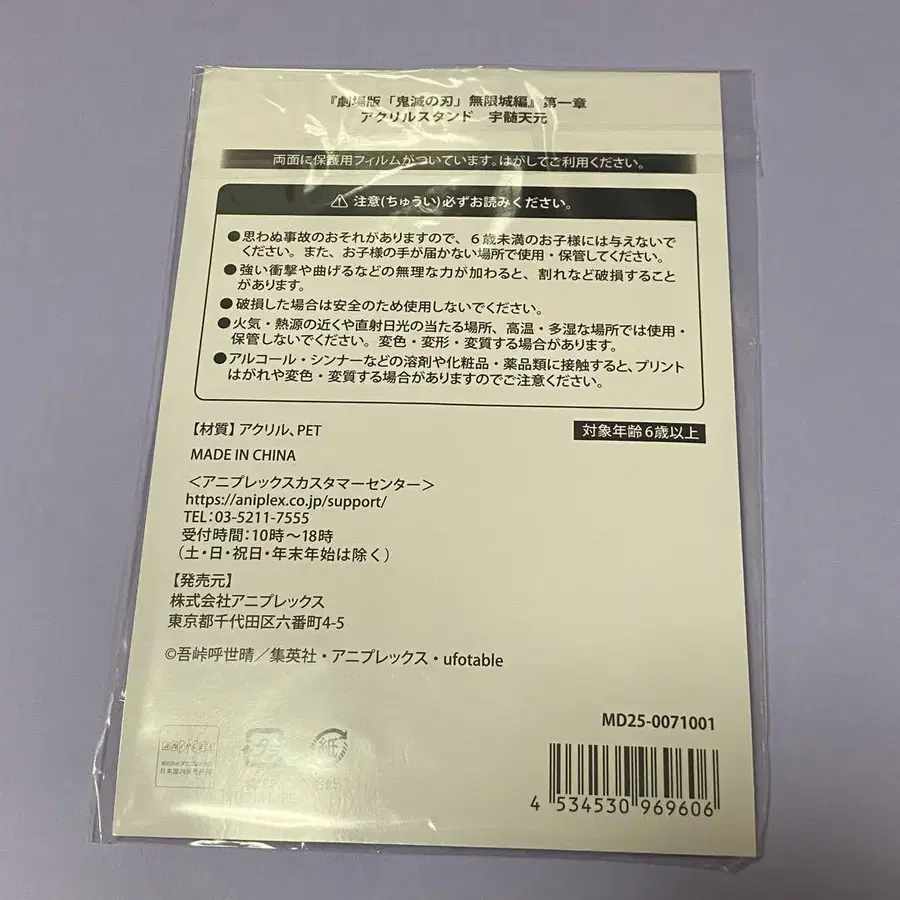 『劇場版「鬼滅の刃」無限城編』第一章
アクリルスタンド 宇髄天元
両面に保護用フィルムがついています。はがしてご利用ください。
注意(ちゅうい)必ずお読みください。
●思わぬ事故のおそれがありますので、6歳未満のお子様には与えないで
ください。また、お子様の手が届かない場所で使用・保管してください。
●強い衝撃や曲げるなどの無理な力が加わると、割れなど破損すること
があります。
●破損した場合は安全のため使用しないでください。
●火気・熱源の近くや直射日光の当たる場所、高温・多湿な場所では使用・
保管しないでください。変色・変形・変質する場合があります。
●アルコール・シンナーなどの溶剤や化粧品・薬品類に接触すると、プリント
はがれや変色・変質する場合がありますのでご注意ください。
【材質】アクリル、PET
対象年齢6歳以上
MADE IN CHINA
＜アニプレックスカスタマーセンター＞
https://aniplex.co.jp/support/
TEL:03-5211-7555
受付時間:10時～18時
(土・日・祝日・年末年始は除く)
【発売元】
株式会社アニプレックス
東京都千代田区六番町4-5
©吾峠呼世晴／集英社・アニプレックス・ufotable
MD25-0071001
株式会社アニプレックス
紙
4 534530 969606